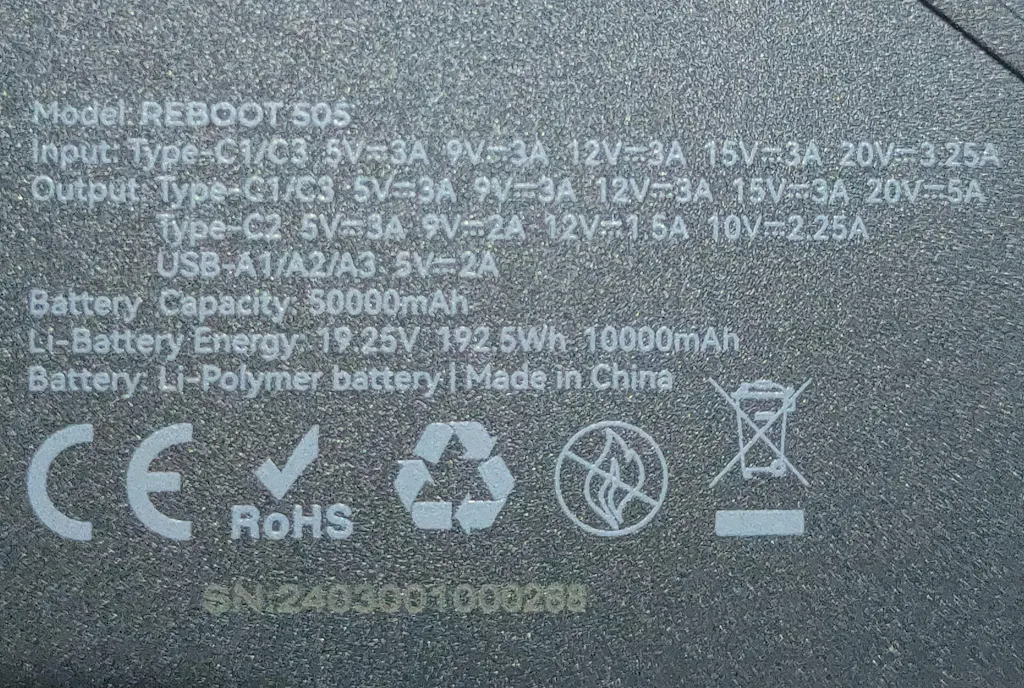 Model: REBOOT 505
Input: Type-C1/C3 5V⎓3A 9V⎓3A 12V⎓3A 15V⎓3A 20V⎓3.25A
Output: Type-C1/C3 5V⎓3A 9V⎓3A 12V⎓3A 15V⎓3A 20V⎓5A
Type-C2 5V⎓3A 9V⎓2A 12V⎓1.5A 10V⎓2.25A
USB-A1/A2/A3 5V⎓2A
Battery Capacity: 50000mAh
Li-Battery Energy: 19.25V 192.5Wh 10000mAh
Battery: Li-Polymer battery | Made in China
CE
RoHS
SN:2403001000268